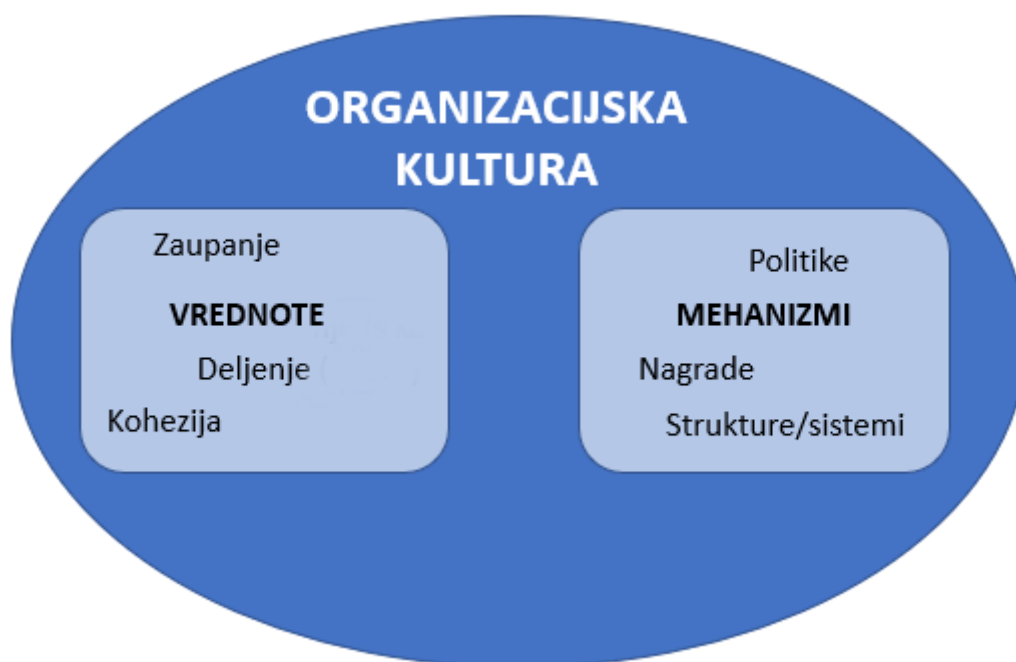 ORGANIZACIJSKA
KULTURA
Zaupanje
VREDNOTE
Deljenje
Kohezija
Politike
MEHANIZMI
Nagrade
Strukture/sistemi